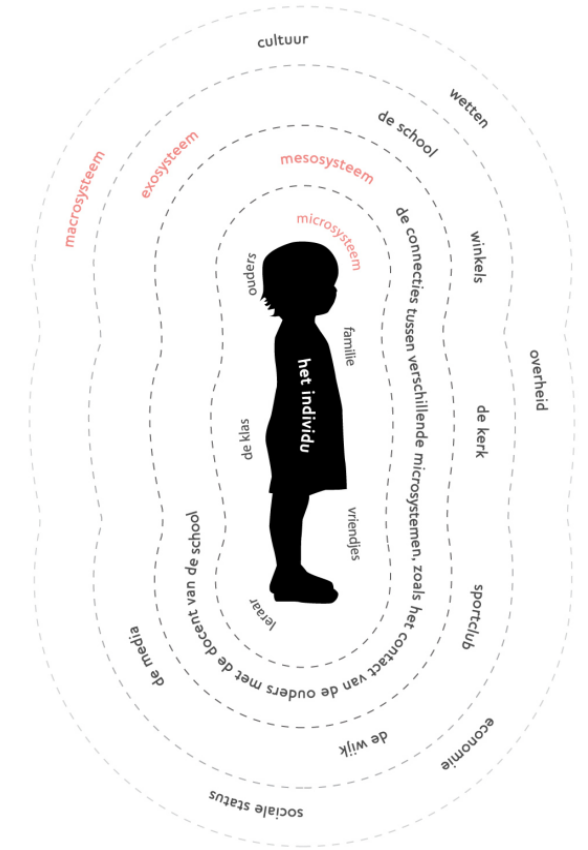 cultuur
wetten
overheid
economie
sociale status
macrosysteem
exosysteem
de school
winkels
de kerk
sportclub
de wijk
de media
mesosysteem
de connecties tussen verschillende microsystemen, zoals het contact van de ouders met de docent van de school
microsysteem
ouders
familie
de klas
vriendjes
leraar
het individu